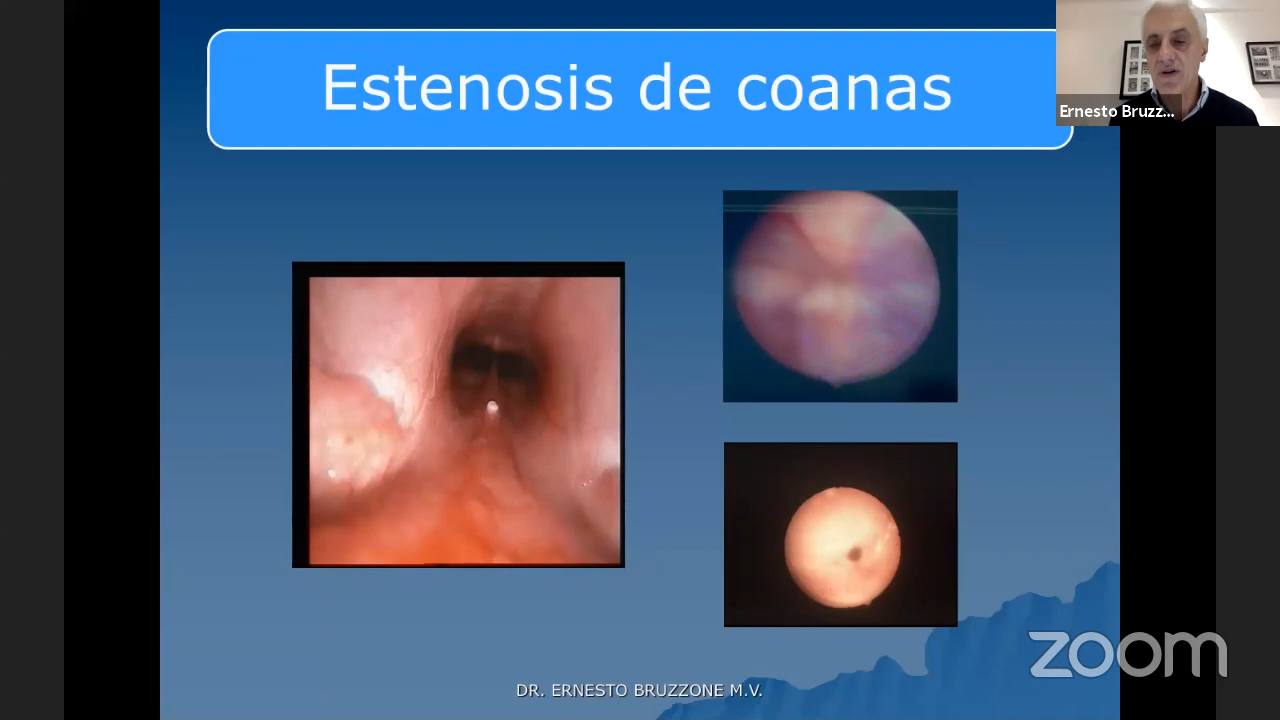 Estenosis de coanas
Ernesto Bruzz...
zoom
DR. ERNESTO BRUZZONE M.V.